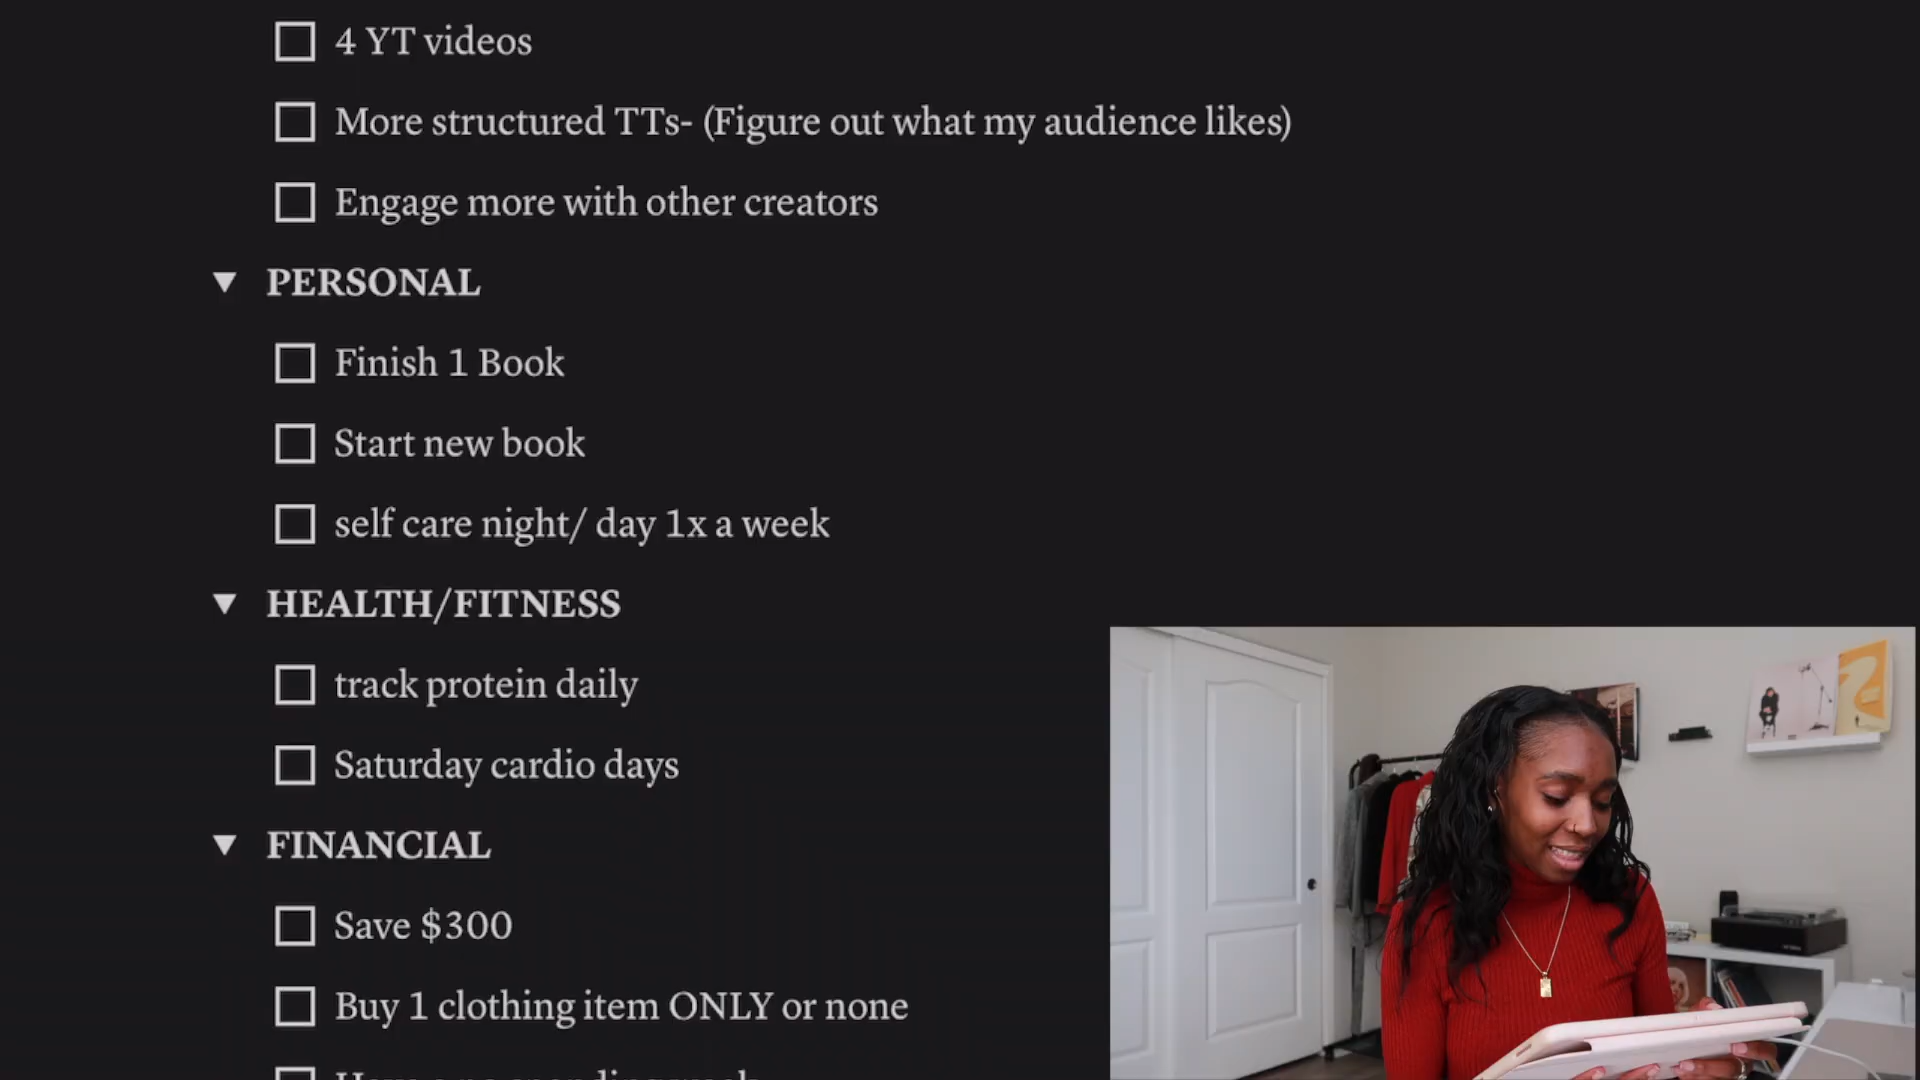 4 YT videos
More structured TTs- (Figure out what my audience likes)
Engage more with other creators
PERSONAL
Finish 1 Book
Start new book
self care night/ day 1x a week
HEALTH/FITNESS
track protein daily
Saturday cardio days
FINANCIAL
Save $300
Buy 1 clothing item ONLY or none